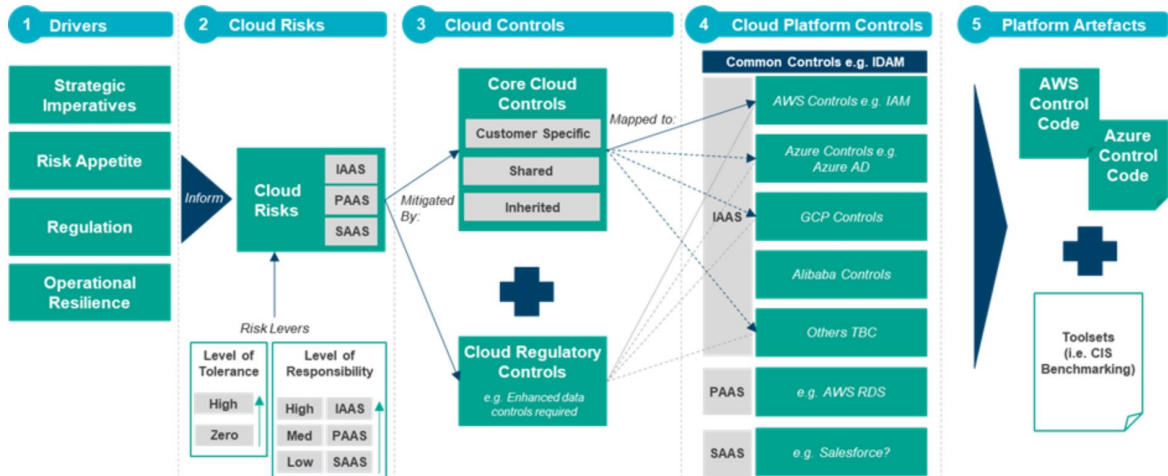 1 Drivers
2 Cloud Risks
3 Cloud Controls
4 Cloud Platform Controls
5 Platform Artefacts
Strategic
Imperatives
Risk Appetite
Regulation
Operational
Resilience
Inform
Cloud
Risks
IAAS
PAAS
SAAS
Risk Levers
Level of
Tolerance
High
Zero
Level of
Responsibility
High IAAS
Med PAAS
Low SAAS
Mitigated
By:
Core Cloud
Controls
Customer Specific
Shared
Inherited
Cloud Regulatory
Controls
e.g. Enhanced data
controls required
Mapped to:
Common Controls e.g. IDAM
IAAS
AWS Controls e.g. IAM
Azure Controls e.g.
Azure AD
GCP Controls
Alibaba Controls
Others TBC
PAAS
e.g. AWS RDS
SAAS
e.g. Salesforce?
AWS
Control
Code
Azure
Control
Code
Toolsets
(i.e. CIS
Benchmarking)